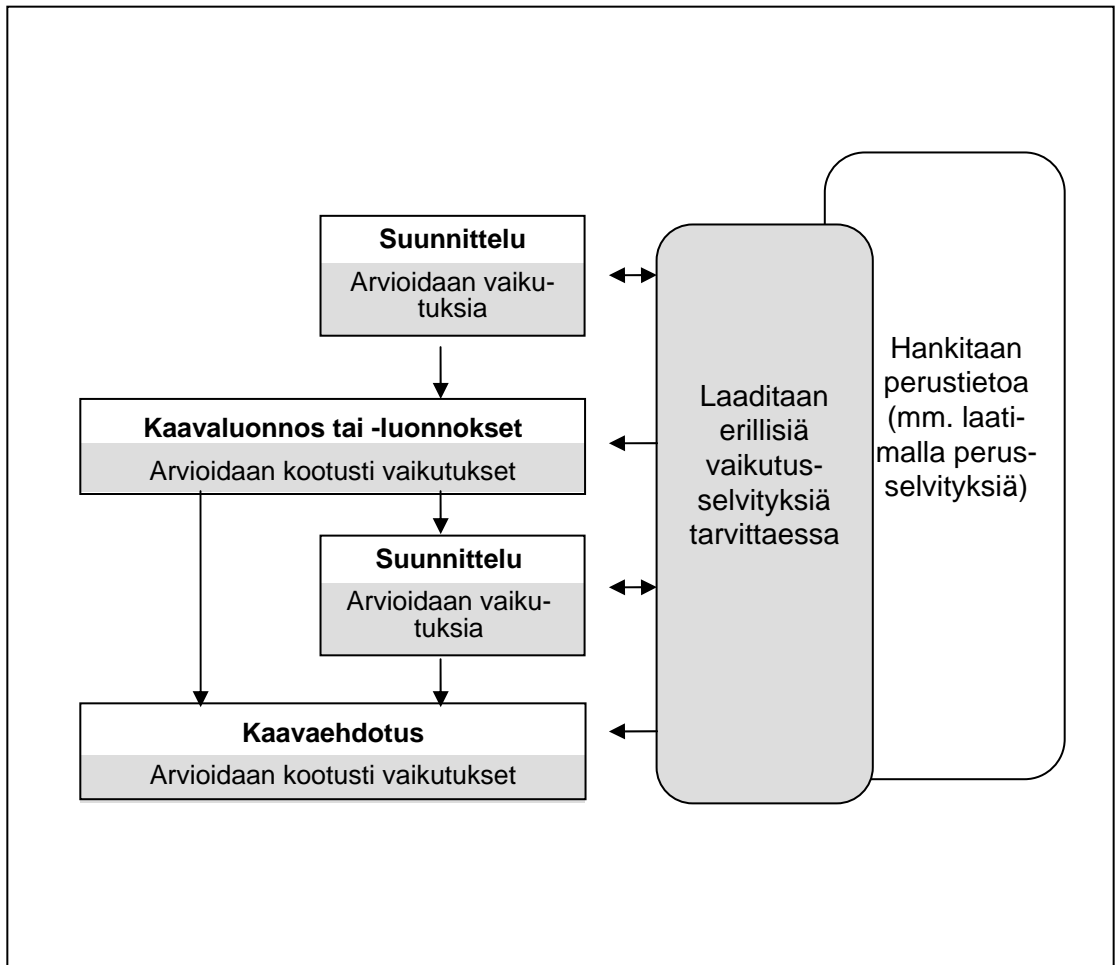 Suunnittelu
Arvioidaan vaiku-
tuksia
Kaavaluonnos tai -luonnokset
Arvioidaan kootusti vaikutukset
Suunnittelu
Arvioidaan vaiku-
tuksia
Kaavaehdotus
Arvioidaan kootusti vaikutukset
Laaditaan
erillisiä
vaikutus-
selvityksiä
tarvittaessa
Hankitaan
perustietoa
(mm. laati-
malla perus-
selvityksiä)